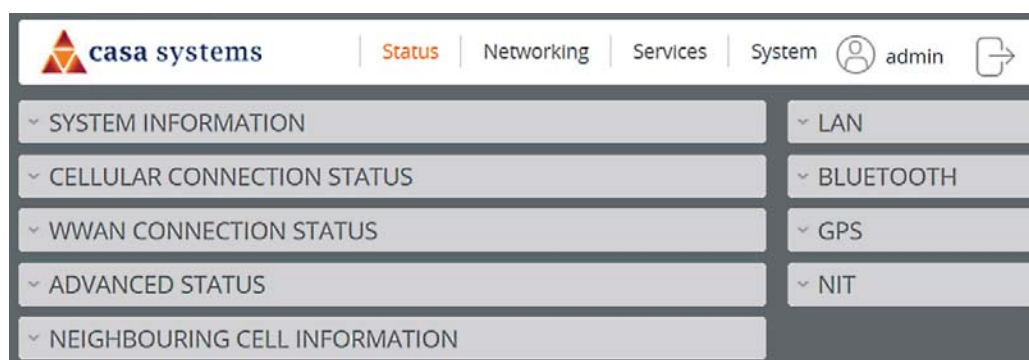 casa systems
Status
Networking
Services
System
admin
SYSTEM INFORMATION
CELLULAR CONNECTION STATUS
WWAN CONNECTION STATUS
ADVANCED STATUS
NEIGHBOURING CELL INFORMATION
LAN
BLUETOOTH
GPS
NIT